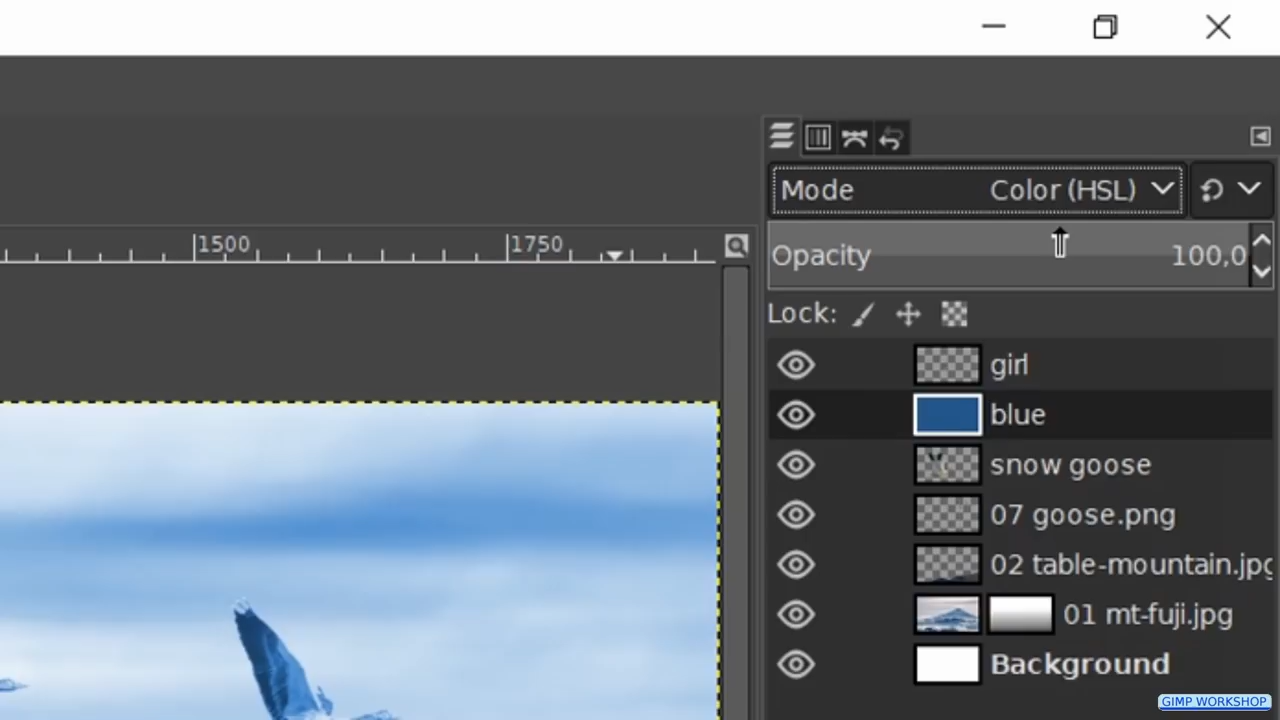 Mode Color (HSL)
1500 1750
Opacity 100,0
Lock:
girl
blue
snow goose
07 goose.png
02 table-mountain.jpg
01 mt-fuji.jpg
Background
GIMP WORKSHOP